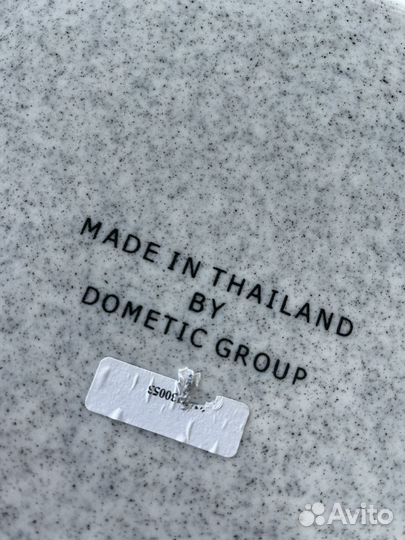 MADE IN THAILAND
BY
DOMETIC GROUP
Avito